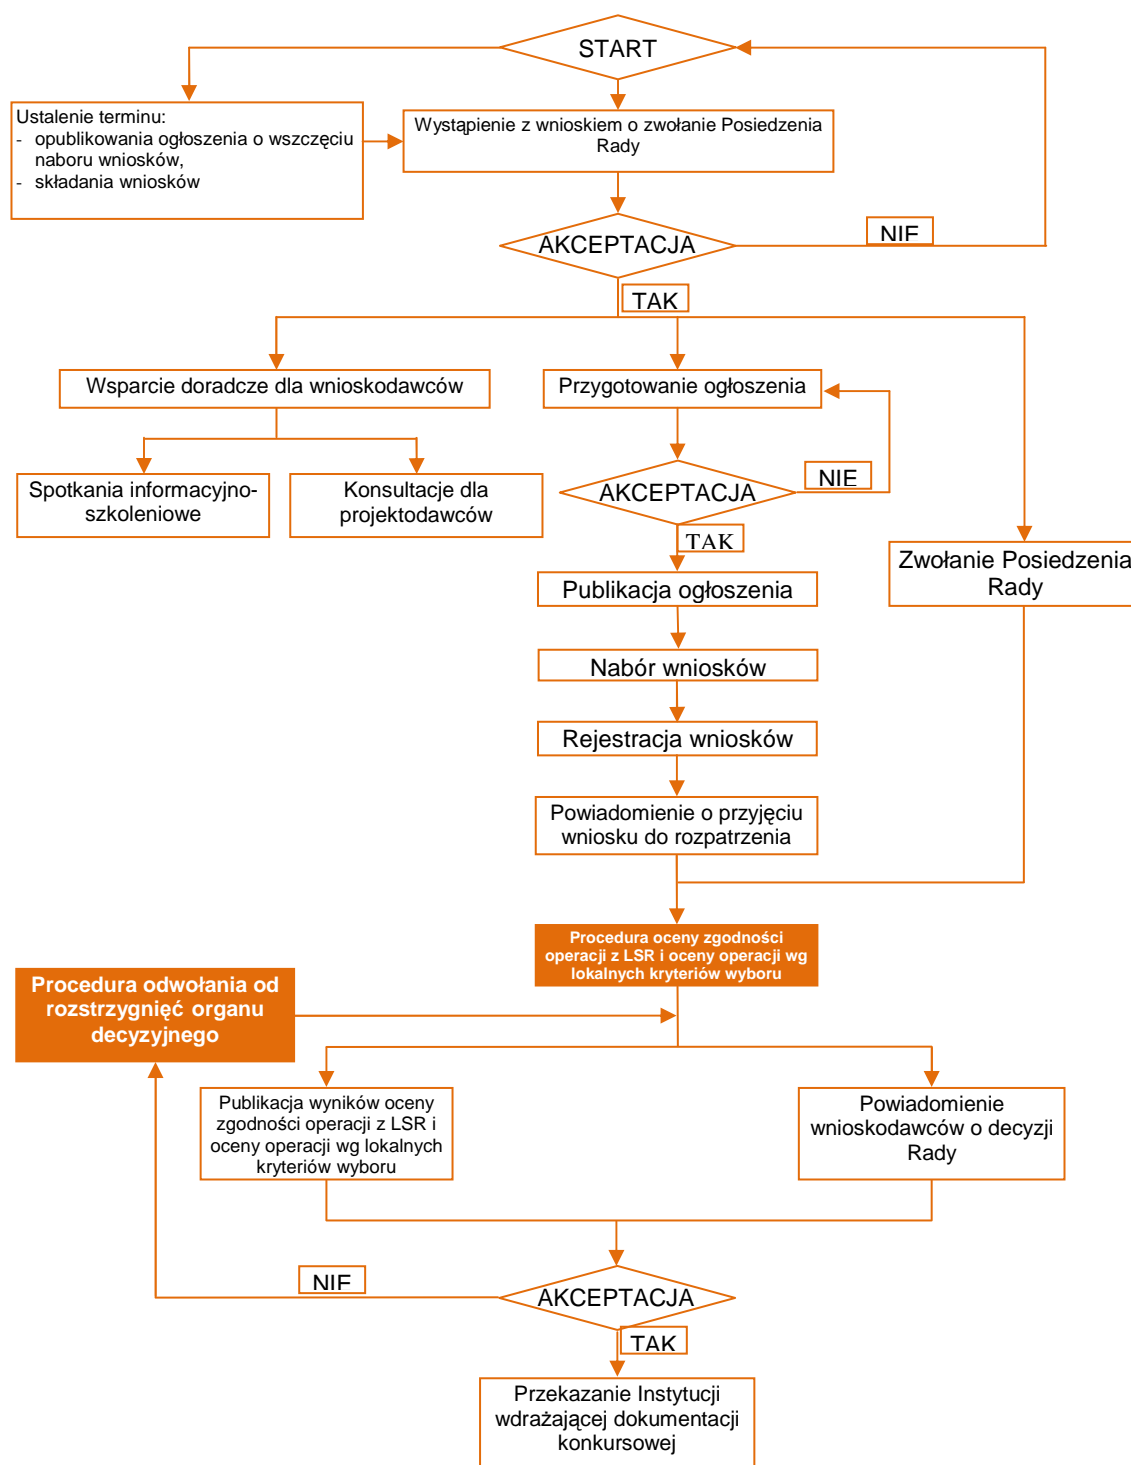 START
Ustalenie terminu:
- opublikowania ogłoszenia o wszczęciu
naboru wniosków,
- składania wniosków
Wystąpienie z wnioskiem o zwołanie Posiedzenia
Rady
AKCEPTACJA
NIE
TAK
Wsparcie doradcze dla wnioskodawców
Przygotowanie ogłoszenia
Spotkania informacyjno-
szkoleniowe
Konsultacje dla
projektodawców
AKCEPTACJA
NIE
TAK
Zwołanie Posiedzenia
Rady
Publikacja ogłoszenia
Nabór wniosków
Rejestracja wniosków
Powiadomienie o przyjęciu
wniosku do rozpatrzenia
Procedura oceny zgodności
operacji z LSR i oceny operacji wg
lokalnych kryteriów wyboru
Procedura odwołania od
rozstrzygnięć organu
decyzyjnego
Publikacja wyników oceny
zgodności operacji z LSR i
oceny operacji wg lokalnych
kryteriów wyboru
Powiadomienie
wnioskodawców o decyzji
Rady
NIE
AKCEPTACJA
TAK
Przekazanie Instytucji
wdrażającej dokumentacji
konkursowej